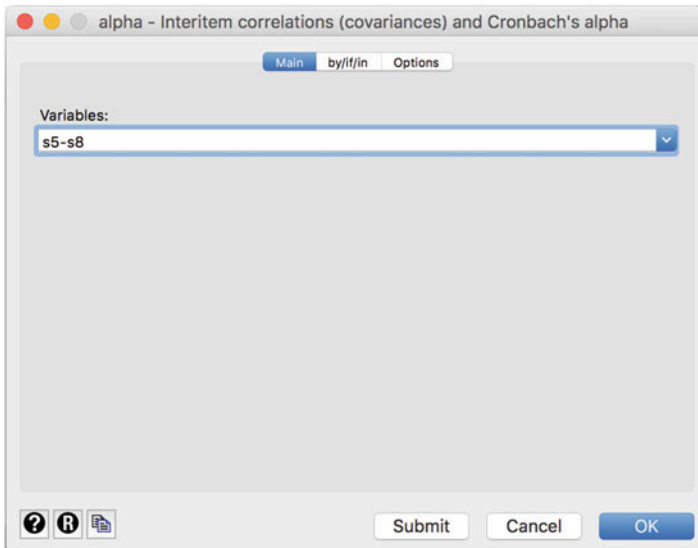 alpha - Interitem correlations (covariances) and Cronbach's alpha
Main by/if/in Options
Variables:
s5-s8
? R Submit Cancel OK